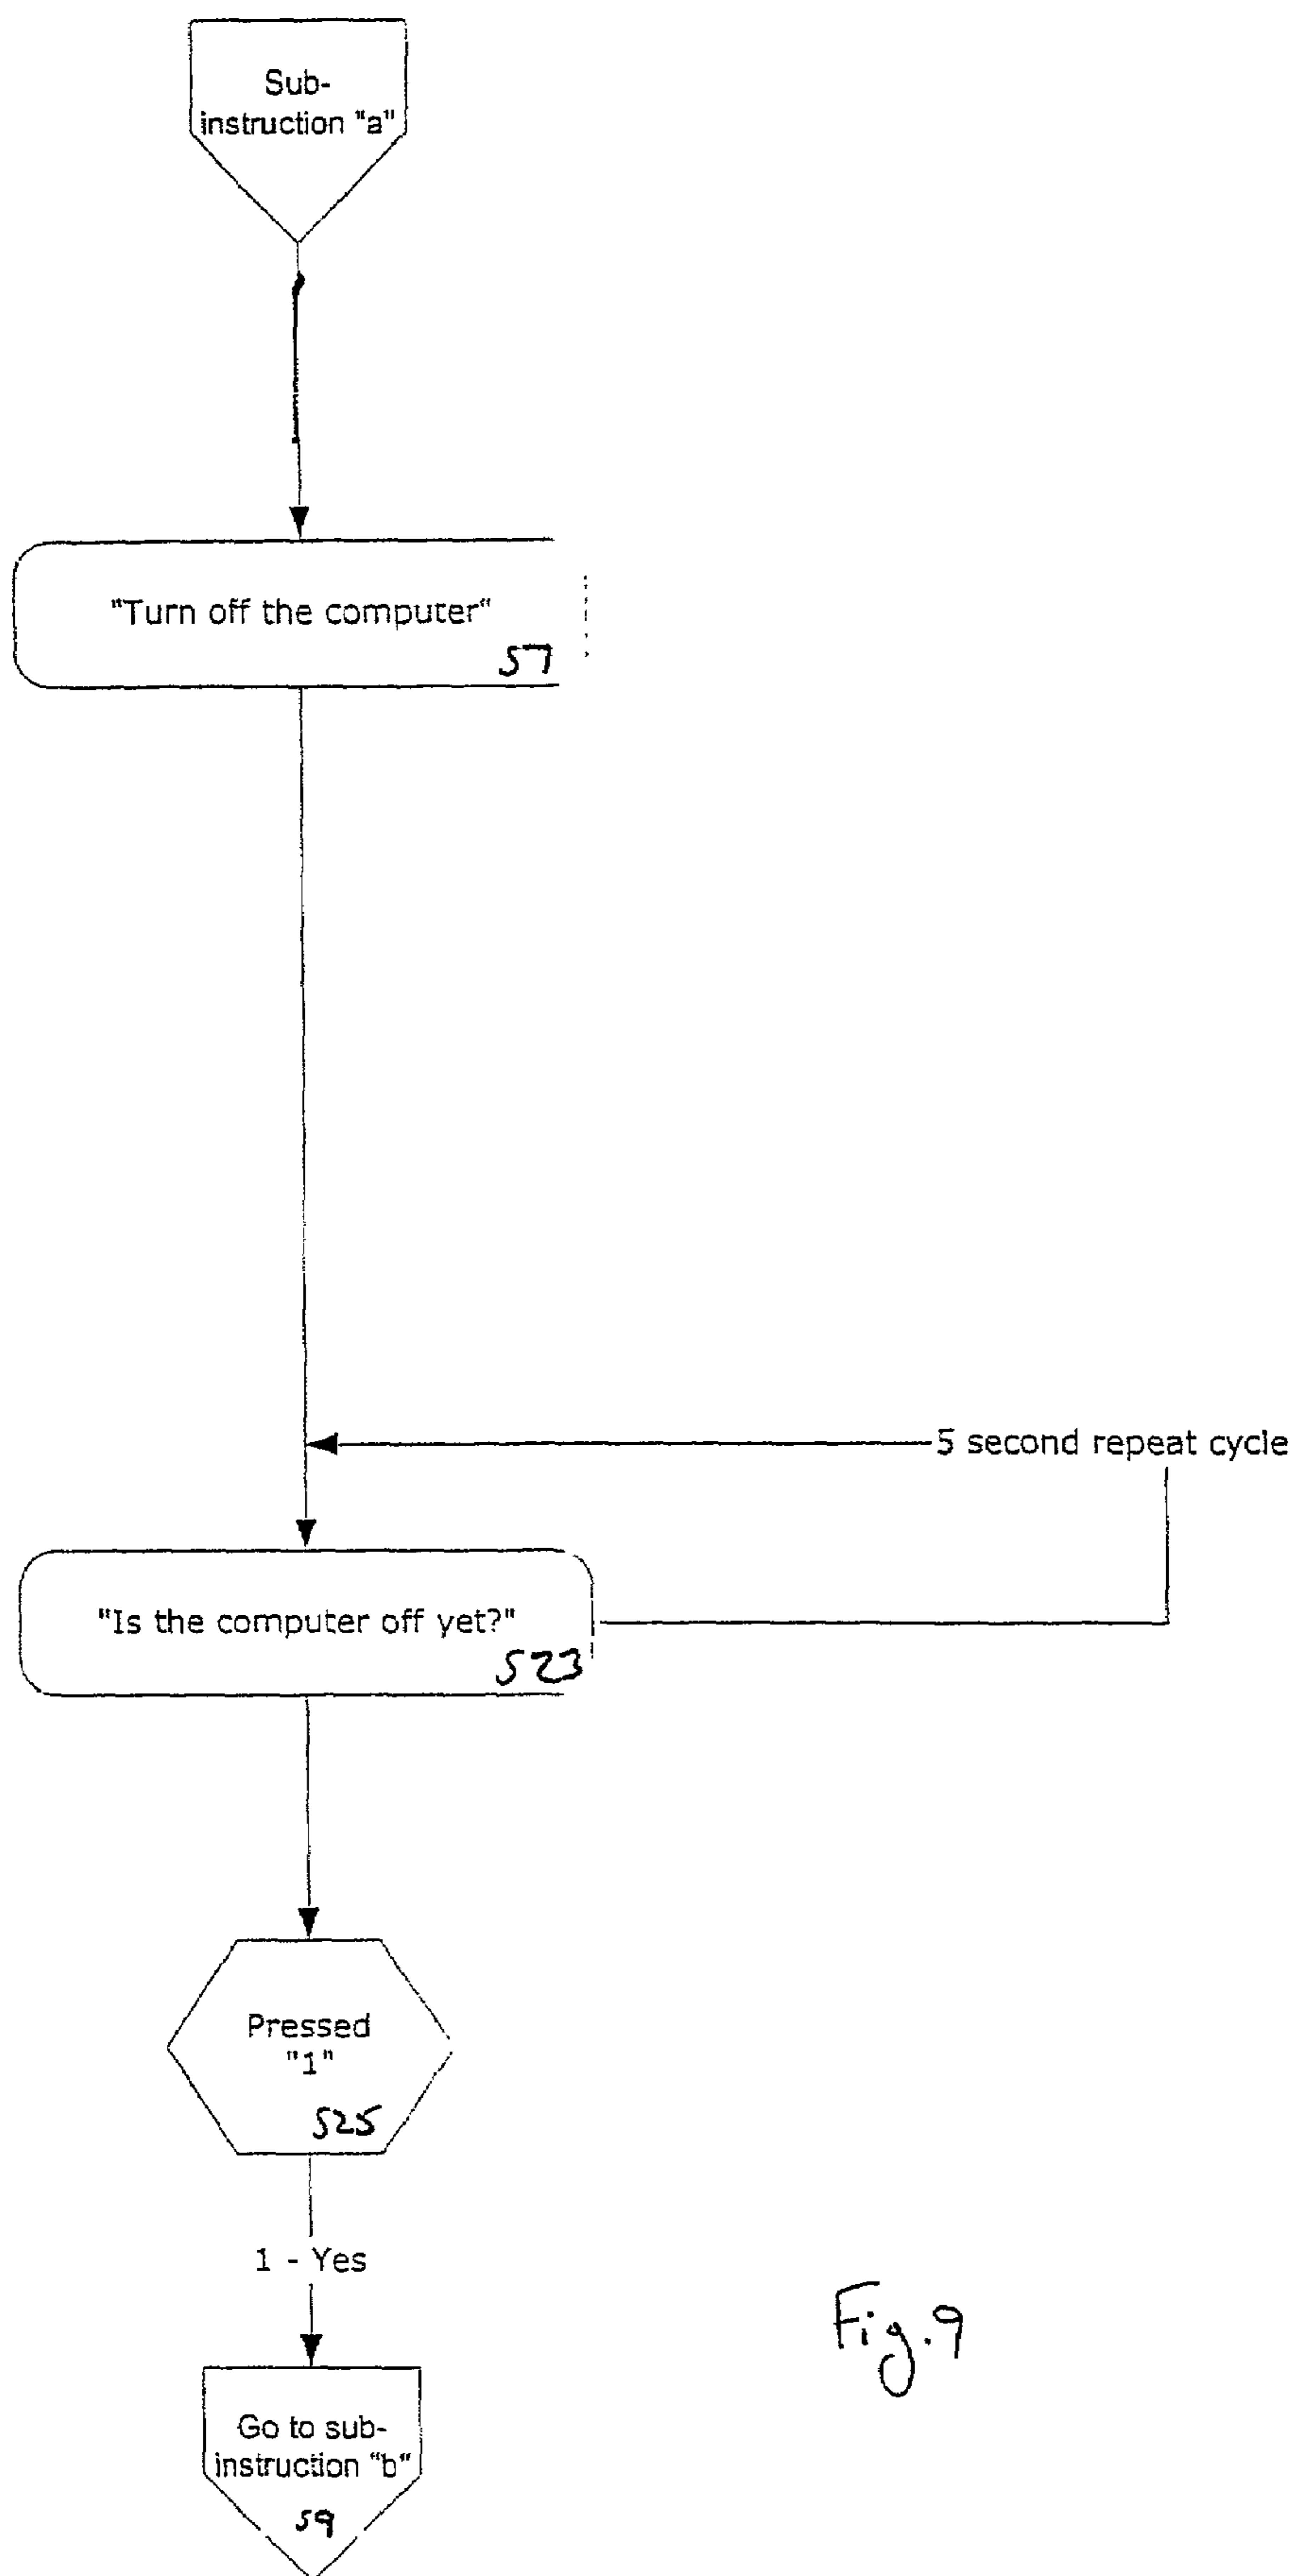 Sub-
instruction "a"
"Turn off the computer"
S7
5 second repeat cycle
"Is the computer off yet?"
S23
Pressed
"1"
S25
1 - Yes
Go to sub-
instruction "b"
S9
Fig. 9